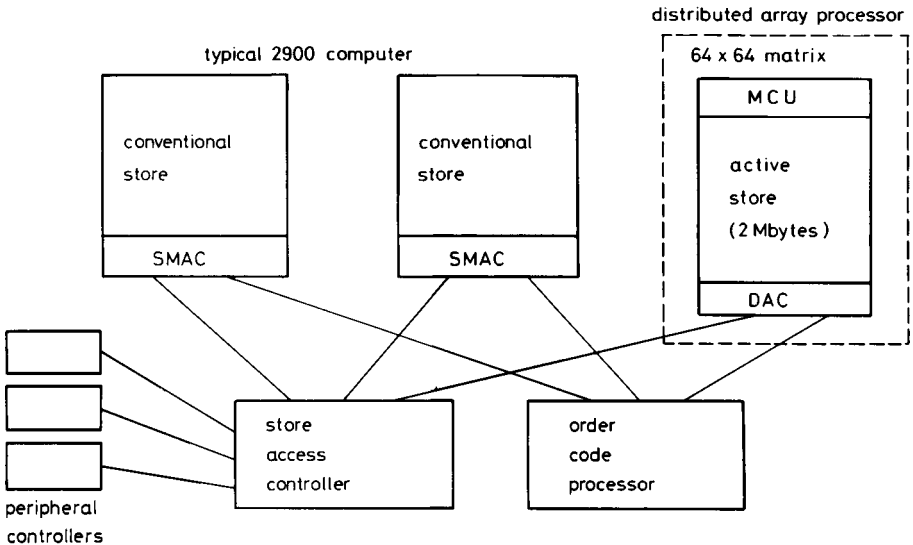 distributed array processor
typical 2900 computer
64 x 64 matrix
MCU
conventional
store
conventional
store
active
store
(2 Mbytes)
SMAC
SMAC
DAC
store
access
controller
order
code
processor
peripheral
controllers